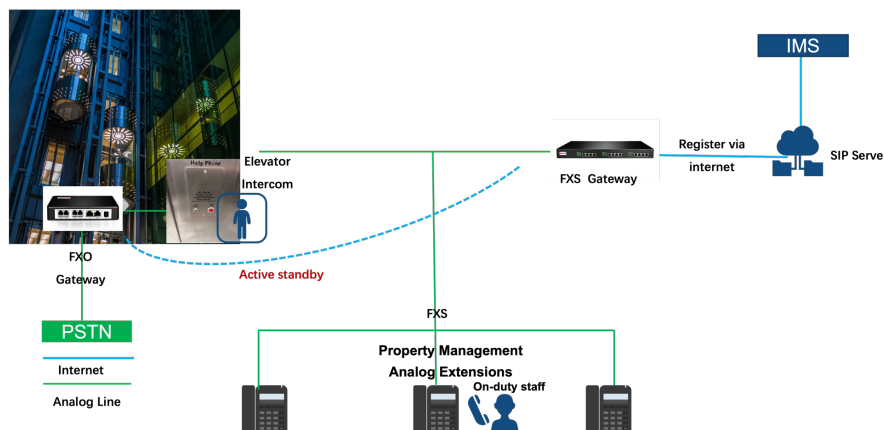 IMS
Help Phone
Elevator
Intercom
Register via
internet
SIP Serve
FXS Gateway
FXO
Gateway
Active standby
FXS
PSTN
Property Management
Internet
Analog Extensions
On-duty staff
Analog Line